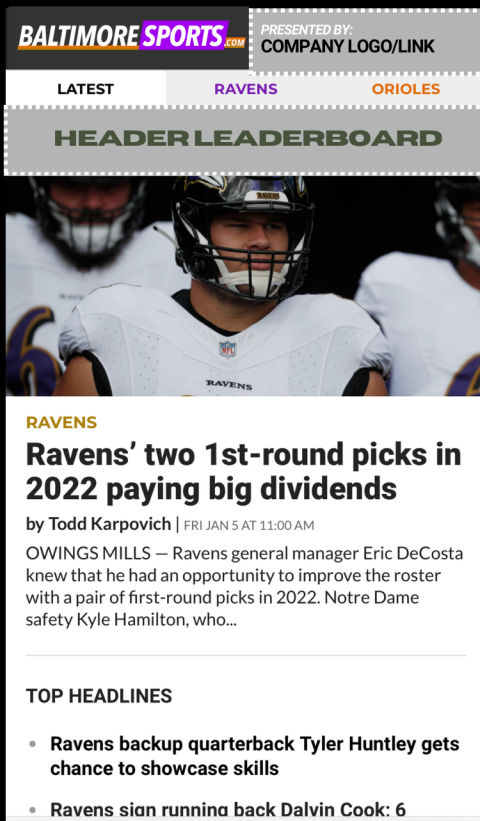 BALTIMORE SPORTS.COM
PRESENTED BY:
COMPANY LOGO/LINK
LATEST
RAVENS
ORIOLES
HEADER LEADERBOARD
NFL
RAVENS
RAVENS
Ravens’ two 1st-round picks in
2022 paying big dividends
by Todd Karpovich | FRI JAN 5 AT 11:00 AM
OWINGS MILLS — Ravens general manager Eric DeCosta
knew that he had an opportunity to improve the roster
with a pair of first-round picks in 2022. Notre Dame
safety Kyle Hamilton, who...
TOP HEADLINES
• Ravens backup quarterback Tyler Huntley gets
chance to showcase skills
• Ravens sign running back Dalvin Cook; 6